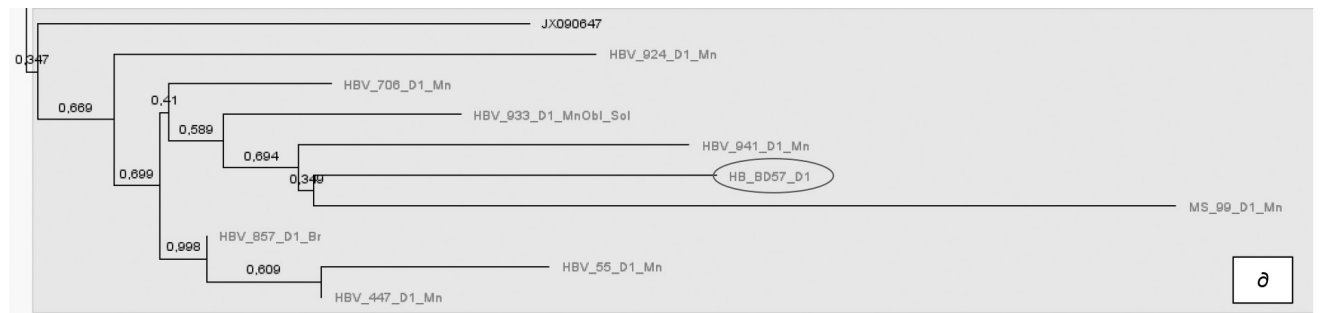 JX090647
0,347
HBV_924_D1_Mn
HBV_706_D1_Mn
0,41
0,669
HBV_933_D1_MnObl_Sol
0,589
HBV_941_D1_Mn
0,694
0,699
0,349
HB_BD57_D1
MS_99_D1_Mn
HBV_857_D1_Br
0,998
0,609
HBV_55_D1_Mn
HBV_447_D1_Mn
д